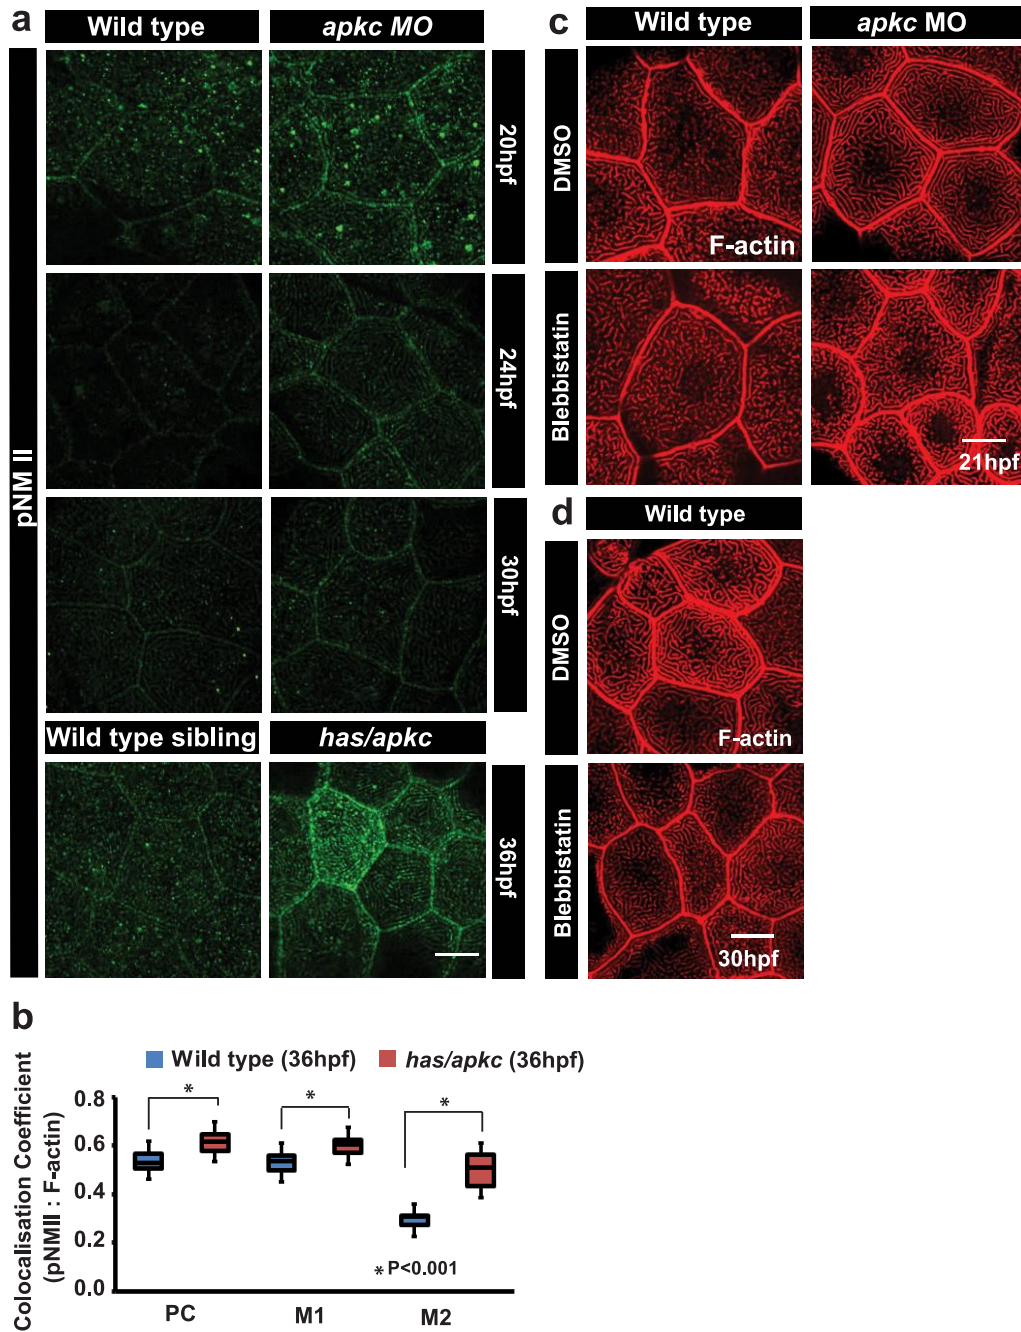 a
Wild type
apkc MO
pNM II
20hpf
24hpf
30hpf
Wild type sibling
has/apkc
36hpf
c
Wild type
apkc MO
DMSO
F-actin
Blebbistatin
21hpf
d
Wild type
DMSO
F-actin
Blebbistatin
30hpf
b
Wild type (36hpf)
has/apkc (36hpf)
Colocalisation Coefficient
(pNMII : F-actin)
0.8
0.6
0.4
0.2
0.0
*
*
*
* P<0.001
PC
M1
M2